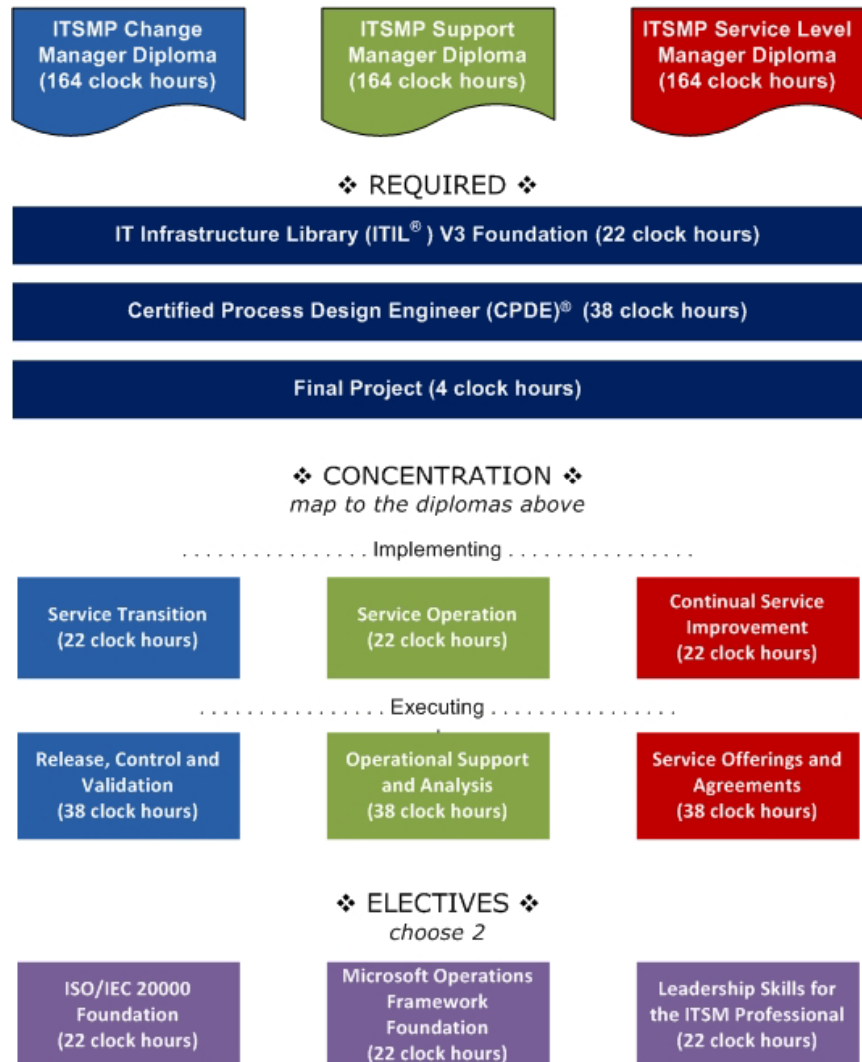 ITSMP Change
Manager Diploma
(164 clock hours)
ITSMP Support
Manager Diploma
(164 clock hours)
ITSMP Service Level
Manager Diploma
(164 clock hours)
❖ REQUIRED ❖
IT Infrastructure Library (ITIL® ) V3 Foundation (22 clock hours)
Certified Process Design Engineer (CPDE)® (38 clock hours)
Final Project (4 clock hours)
❖ CONCENTRATION ❖
map to the diplomas above
. . . . . . . . . . . . . . . . Implementing . . . . . . . . . . . . . . . .
Service Transition
(22 clock hours)
Service Operation
(22 clock hours)
Continual Service
Improvement
(22 clock hours)
. . . . . . . . . . . . . . . . Executing . . . . . . . . . . . . . . . .
Release, Control and
Validation
(38 clock hours)
Operational Support
and Analysis
(38 clock hours)
Service Offerings and
Agreements
(38 clock hours)
❖ ELECTIVES ❖
choose 2
ISO/IEC 20000
Foundation
(22 clock hours)
Microsoft Operations
Framework
Foundation
(22 clock hours)
Leadership Skills for
the ITSM Professional
(22 clock hours)